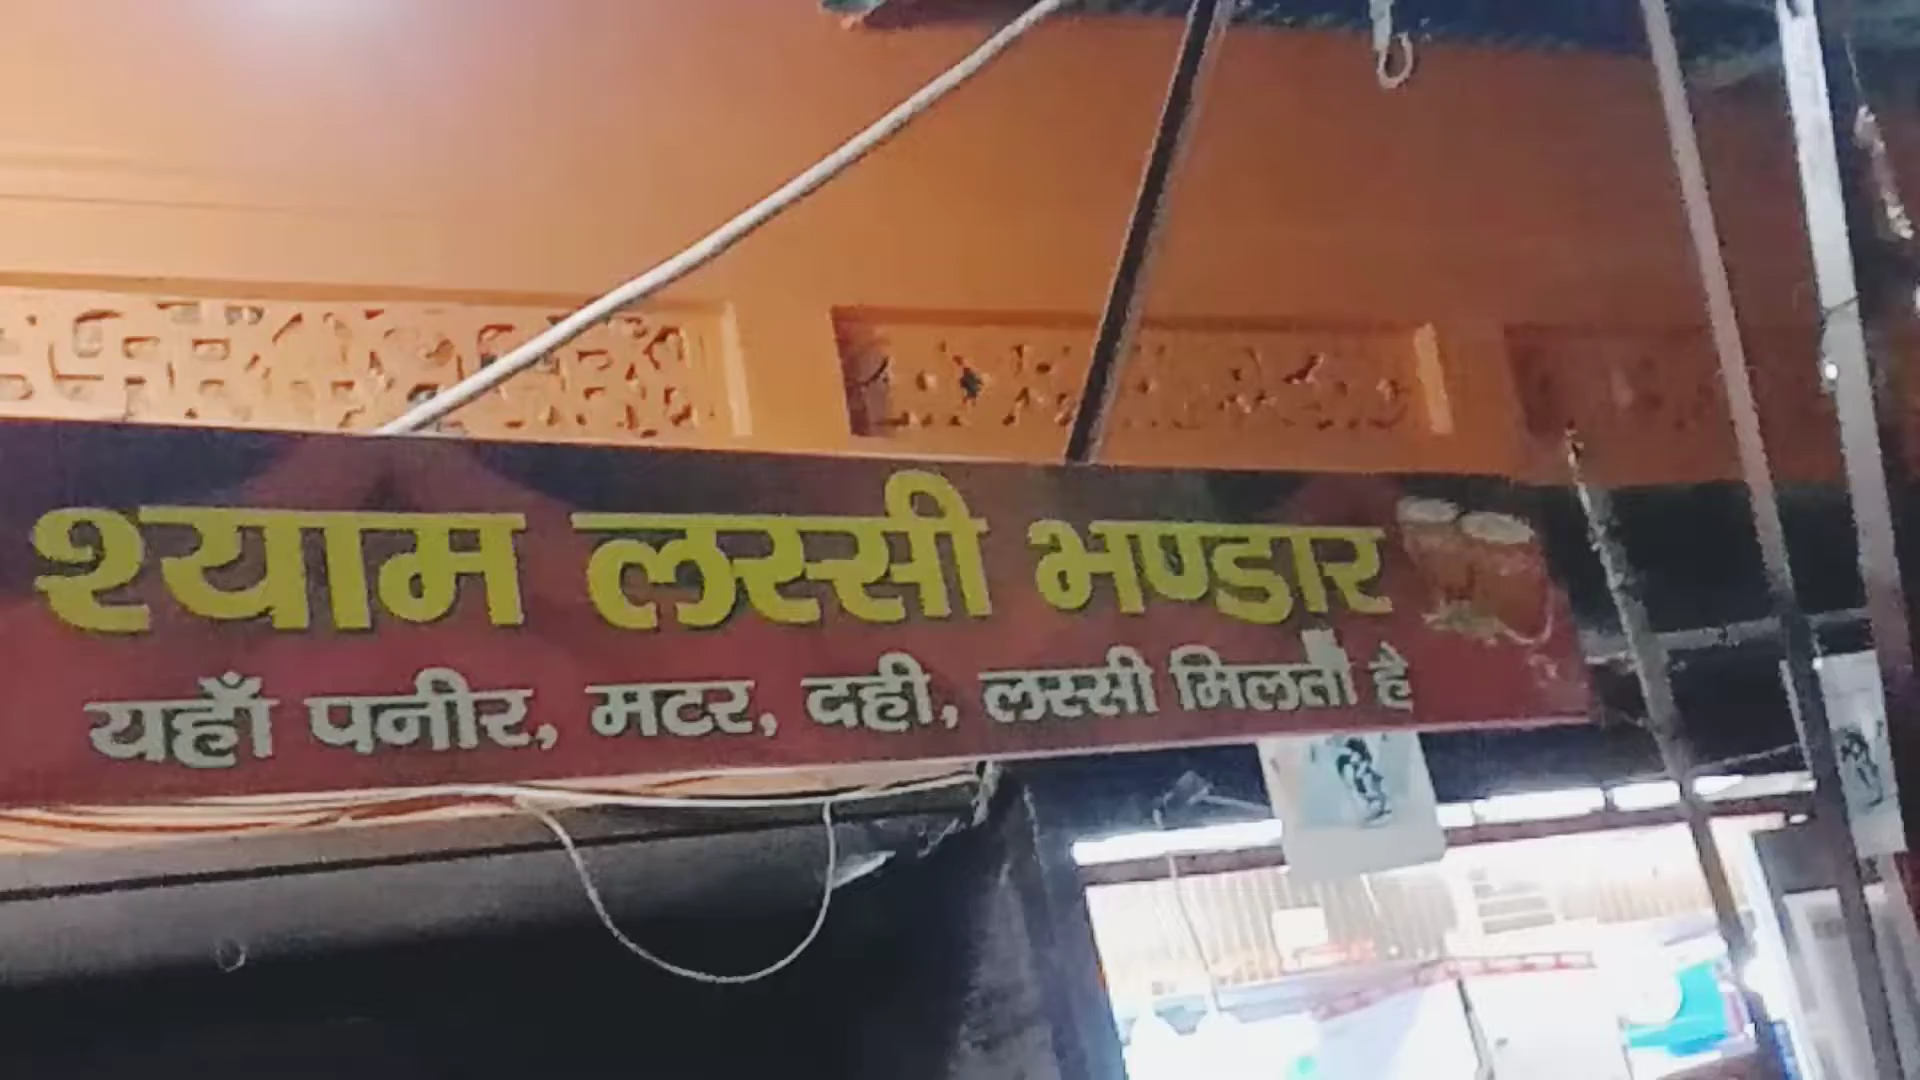 श्याम लस्सी भण्डार
यहाँ पनीर, मटर, दही, लस्सी मिलती है